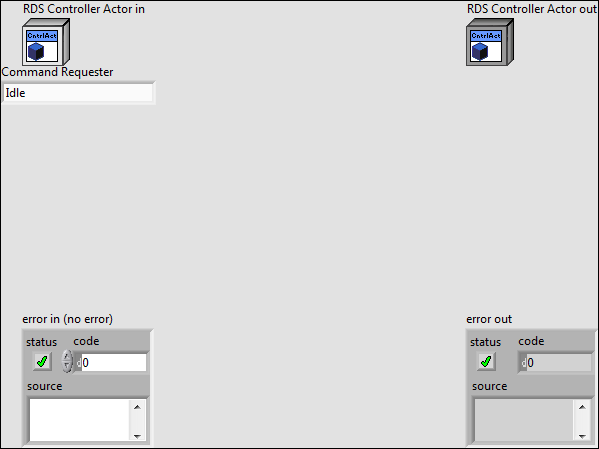 RDS Controller Actor in
RDS Controller Actor out
CntrlAct
CntrlAct
Command Requester
Idle
error in (no error)
error out
status
code
status
code
d
0
d
0
source
source